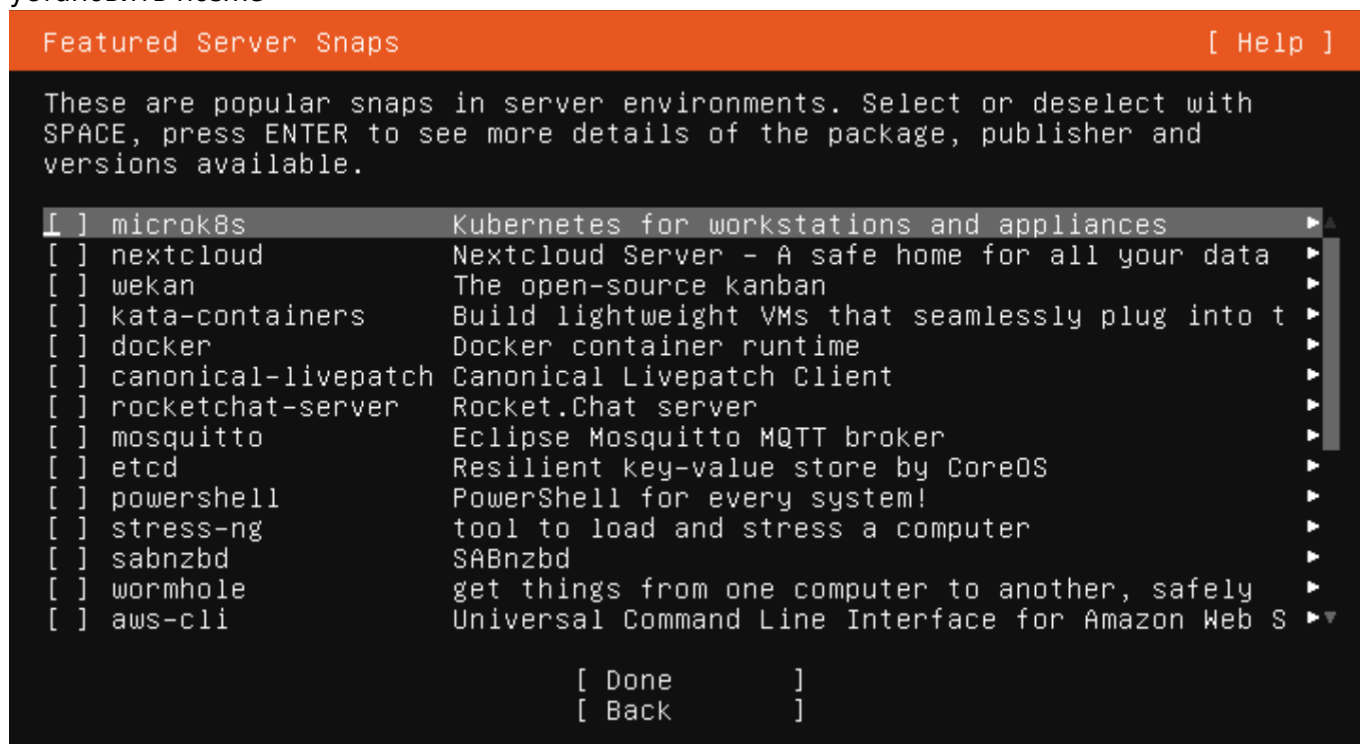 Featured Server Snaps [ Help ]
These are popular snaps in server environments. Select or deselect with
SPACE, press ENTER to see more details of the package, publisher and
versions available.
[ ] microk8s Kubernetes for workstations and appliances ►
[ ] nextcloud Nextcloud Server – A safe home for all your data ►
[ ] wekan The open-source kanban ►
[ ] kata-containers Build lightweight VMs that seamlessly plug into t ►
[ ] docker Docker container runtime ►
[ ] canonical-livepatch Canonical Livepatch Client ►
[ ] rocketchat-server Rocket.Chat server ►
[ ] mosquitto Eclipse Mosquitto MQTT broker ►
[ ] etcd Resilient key-value store by CoreOS ►
[ ] powershell PowerShell for every system! ►
[ ] stress-ng tool to load and stress a computer ►
[ ] sabnzbd SABnzbd ►
[ ] wormhole get things from one computer to another, safely ►
[ ] aws-cli Universal Command Line Interface for Amazon Web S ►
[ Done ]
[ Back ]